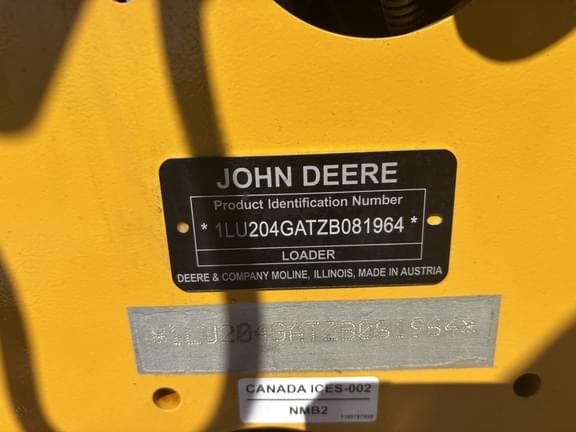 JOHN DEERE
Product Identification Number
* 1LU204GATZB081964 *
LOADER
DEERE & COMPANY MOLINE, ILLINOIS, MADE IN AUSTRIA
*1LU204GATZB081964*
CANADA ICES-002
NMB2